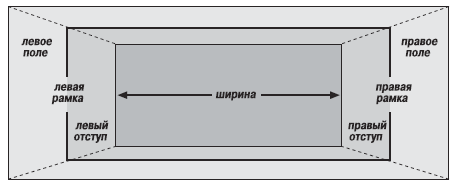 левое
поле
правое
поле
левая
рамка
ширина
правая
рамка
левый
отступ
правый
отступ